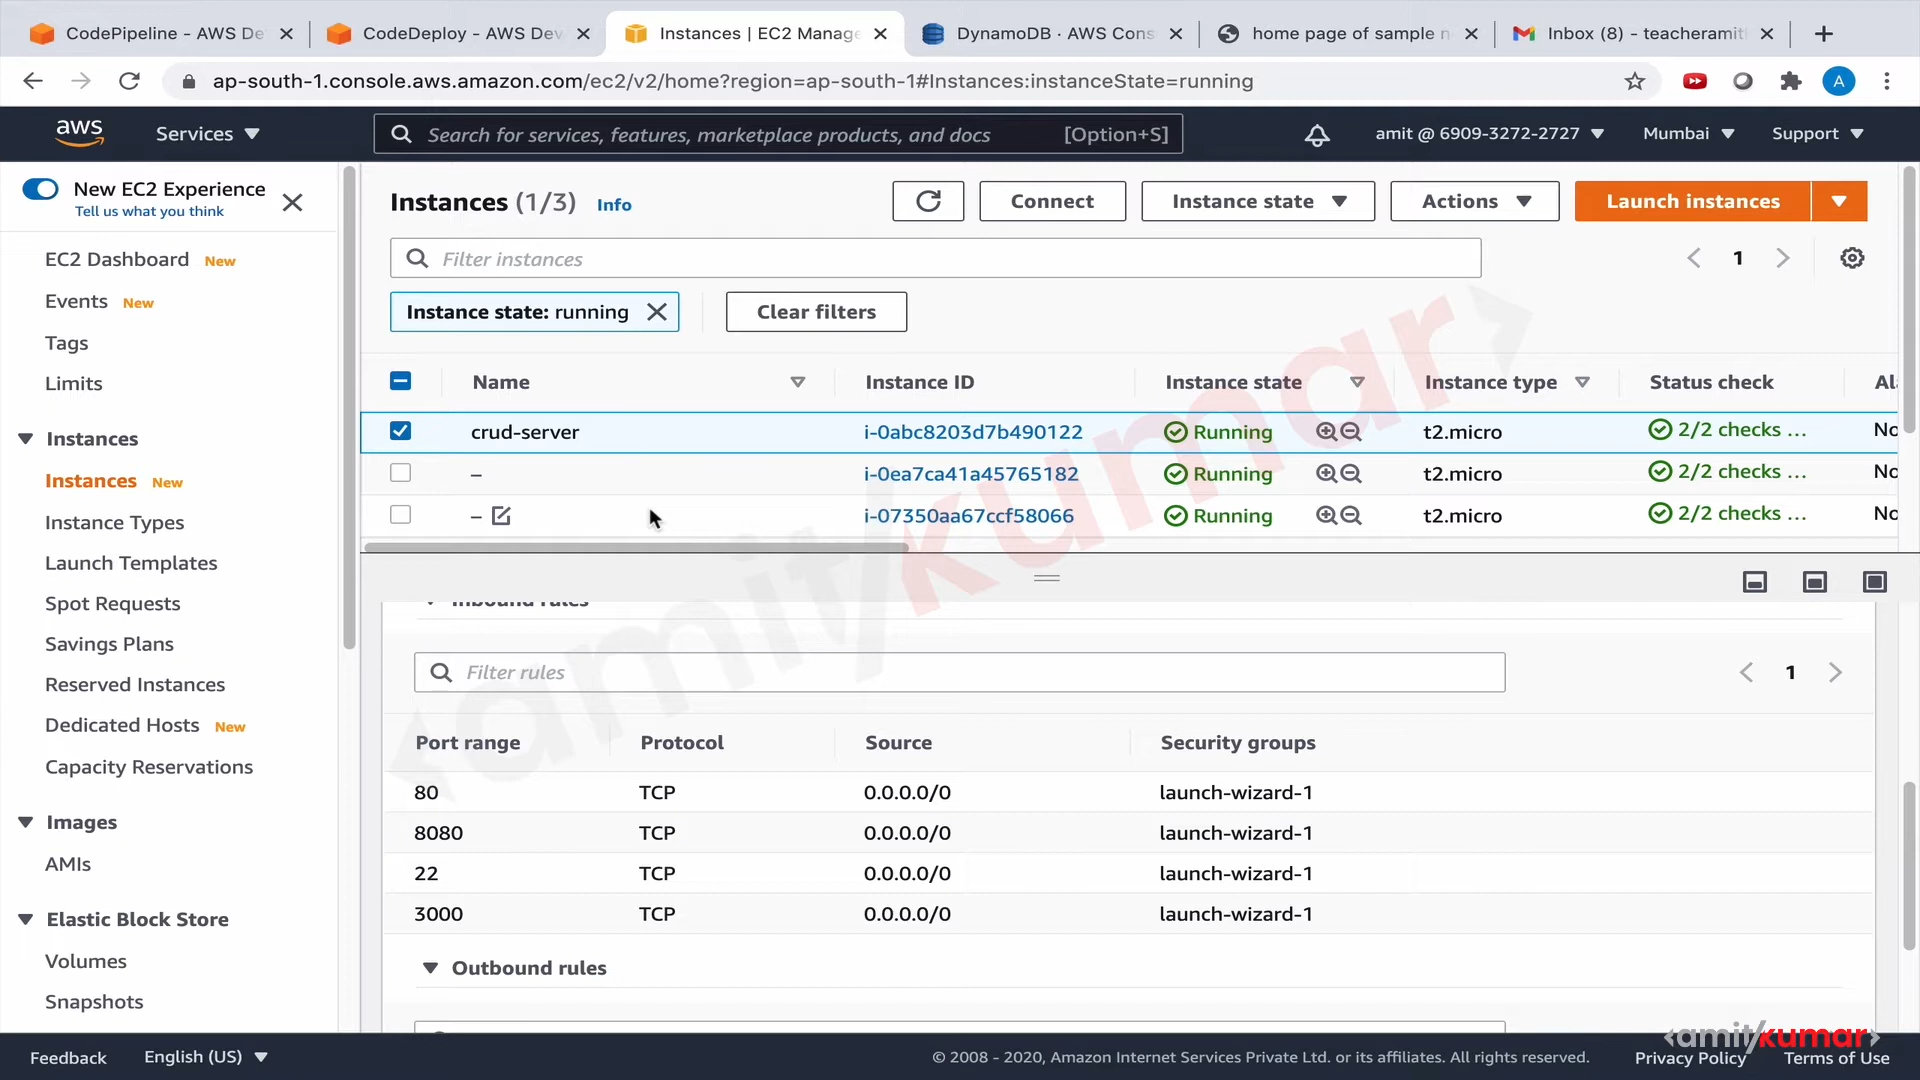 CodePipeline - AWS De
CodeDeploy - AWS Dev
Instances | EC2 Manage
DynamoDB · AWS Cons
home page of sample n
Inbox (8) - teacheramit
ap-south-1.console.aws.amazon.com/ec2/v2/home?region=ap-south-1#Instances:instanceState=running
A
aws
Services
Search for services, features, marketplace products, and docs
[Option+S]
amit @ 6909-3272-2727
Mumbai
Support
New EC2 Experience
Tell us what you think
EC2 Dashboard New
Events New
Tags
Limits
Instances
Instances New
Instance Types
Launch Templates
Spot Requests
Savings Plans
Reserved Instances
Dedicated Hosts New
Capacity Reservations
Images
AMIs
Elastic Block Store
Volumes
Snapshots
Instances (1/3) Info
Connect
Instance state
Actions
Launch instances
Filter instances
1
Instance state: running
Clear filters
Name Instance ID Instance state Instance type Status check Al
crud-server i-0abc8203d7b490122 Running t2.micro 2/2 checks ... No
– i-0ea7ca41a45765182 Running t2.micro 2/2 checks ... No
– i-07350aa67ccf58066 Running t2.micro 2/2 checks ... No
<amit/kumar>
Inbound rules
Filter rules
1
Port range Protocol Source Security groups
80 TCP 0.0.0.0/0 launch-wizard-1
8080 TCP 0.0.0.0/0 launch-wizard-1
22 TCP 0.0.0.0/0 launch-wizard-1
3000 TCP 0.0.0.0/0 launch-wizard-1
Outbound rules
<amit/kumar>
Feedback
English (US)
© 2008 - 2020, Amazon Internet Services Private Ltd. or its affiliates. All rights reserved.
Privacy Policy
Terms of Use